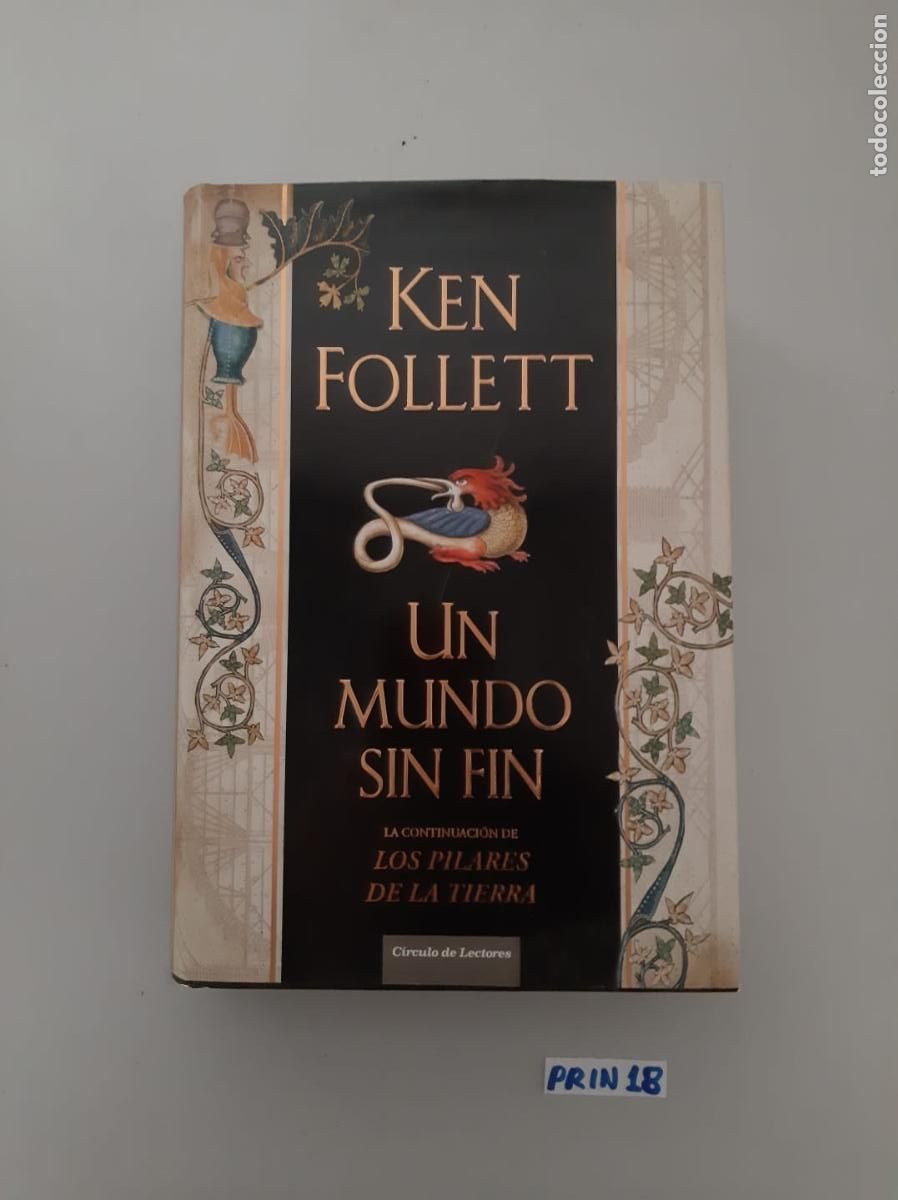 todocoleccion
KEN
FOLLETT
UN
MUNDO
SIN FIN
LA CONTINUACIÓN DE
LOS PILARES
DE LA TIERRA
Círculo de Lectores
PRIN 18